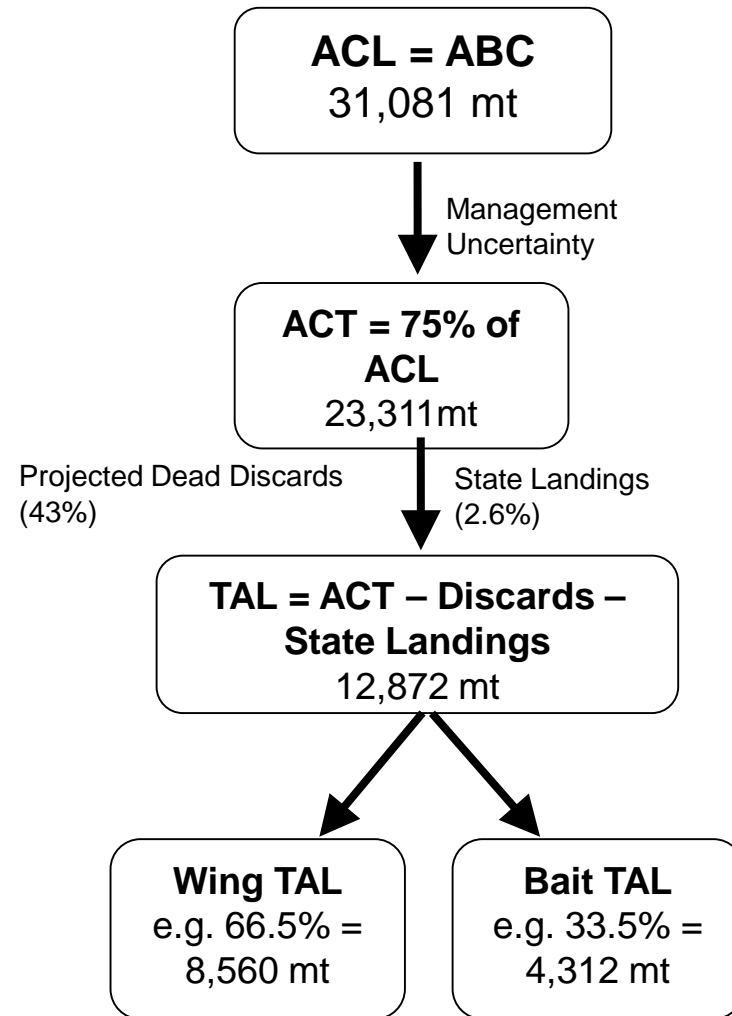 ACL = ABC
31,081 mt
Management
Uncertainty
ACT = 75% of
ACL
23,311mt
Projected Dead Discards
(43%)
State Landings
(2.6%)
TAL = ACT – Discards –
State Landings
12,872 mt
Wing TAL
e.g. 66.5% =
8,560 mt
Bait TAL
e.g. 33.5% =
4,312 mt